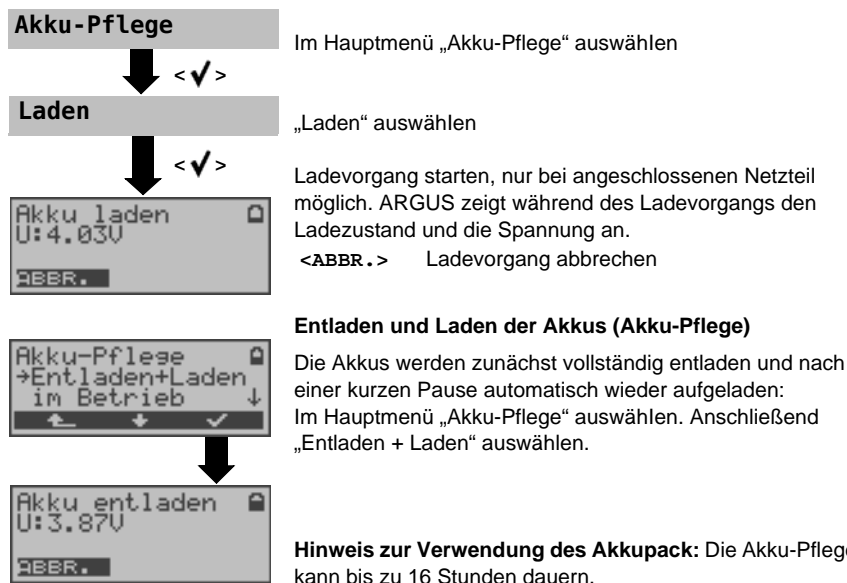 Akku-Pflege
Im Hauptmenü „Akku-Pflege“ auswählen
<✓>
Laden
„Laden“ auswählen
<✓>
Ladevorgang starten, nur bei angeschlossenen Netzteil
möglich. ARGUS zeigt während des Ladevorgangs den
Ladezustand und die Spannung an.
<ABBR.> Ladevorgang abbrechen
Akku laden
U:4.03V
ABBR.
Entladen und Laden der Akkus (Akku-Pflege)
Die Akkus werden zunächst vollständig entladen und nach
einer kurzen Pause automatisch wieder aufgeladen:
Im Hauptmenü „Akku-Pflege“ auswählen. Anschließend
„Entladen + Laden“ auswählen.
Akku-Pflege
→Entladen+Laden
im Betrieb ↓
Akku entladen
U:3.87V
ABBR.
Hinweis zur Verwendung des Akkupack: Die Akku-Pflege
kann bis zu 16 Stunden dauern.